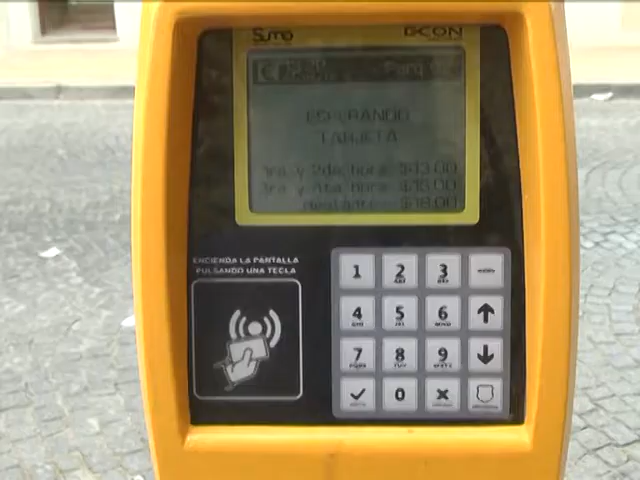 Sumo
ESPERANDO
TARJETA
1ra. y 2da. hora: $13.00
3ra. y 4ta. hora: $15.00
Restante: $18.00
ENCIENDA LA PANTALLA
PULSANDO UNA TECLA
1 2 ABC 3 DEF —
4 GHI 5 JKL 6 MNO ↑
7 PQRS 8 TUV 9 WXYZ ↓
✓ 0 X